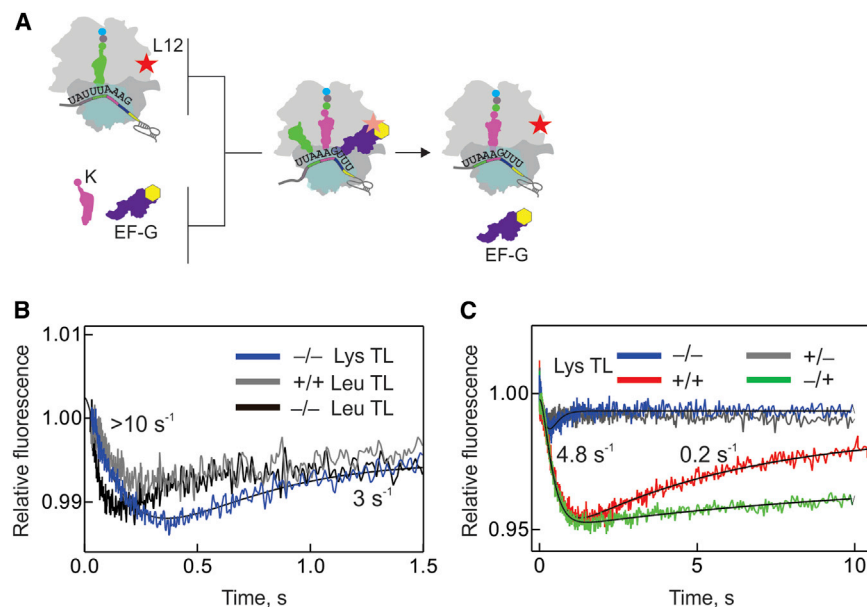 A
L12
UAUUUAAAG
K
EF-G
UUAAAGUUU
UUAAAGUUU
EF-G
B
Relative fluorescence
1.01
1.00
0.99
>10 s⁻¹
–/– Lys TL
+/+ Leu TL
–/– Leu TL
3 s⁻¹
0.0 0.5 1.0 1.5
Time, s
C
Relative fluorescence
1.00
0.95
Lys TL –/– +/–
+/+ –/+
4.8 s⁻¹ 0.2 s⁻¹
0 5 10
Time, s